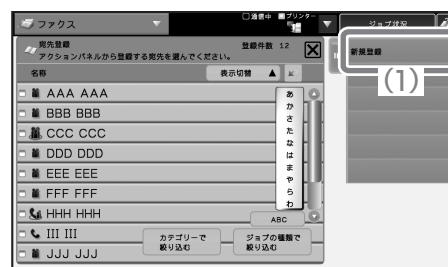 ファクス
通信中
プリンター
ジョブ状況
宛先登録
アクションパネルから登録する宛先を選んでください。
登録件数 12
新規登録
(1)
名称
表示切替
AAA AAA
BBB BBB
CCC CCC
DDD DDD
EEE EEE
FFF FFF
HHH HHH
III III
JJJ JJJ
あ
か
さ
た
な
は
ま
や
ら
わ
ABC
カテゴリーで
絞り込む
ジョブの種類で
絞り込む